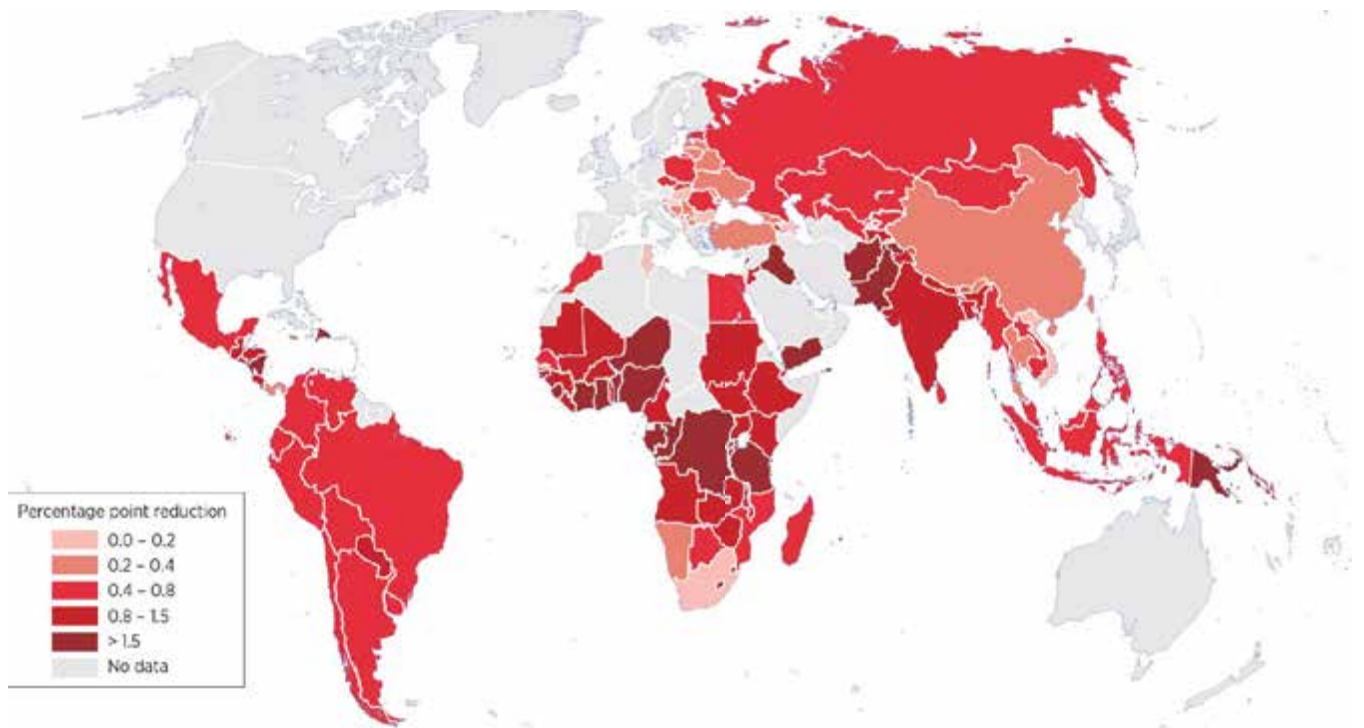 Percentage point reduction
0.0 – 0.2
0.2 – 0.4
0.4 – 0.8
0.8 – 1.5
> 1.5
No data